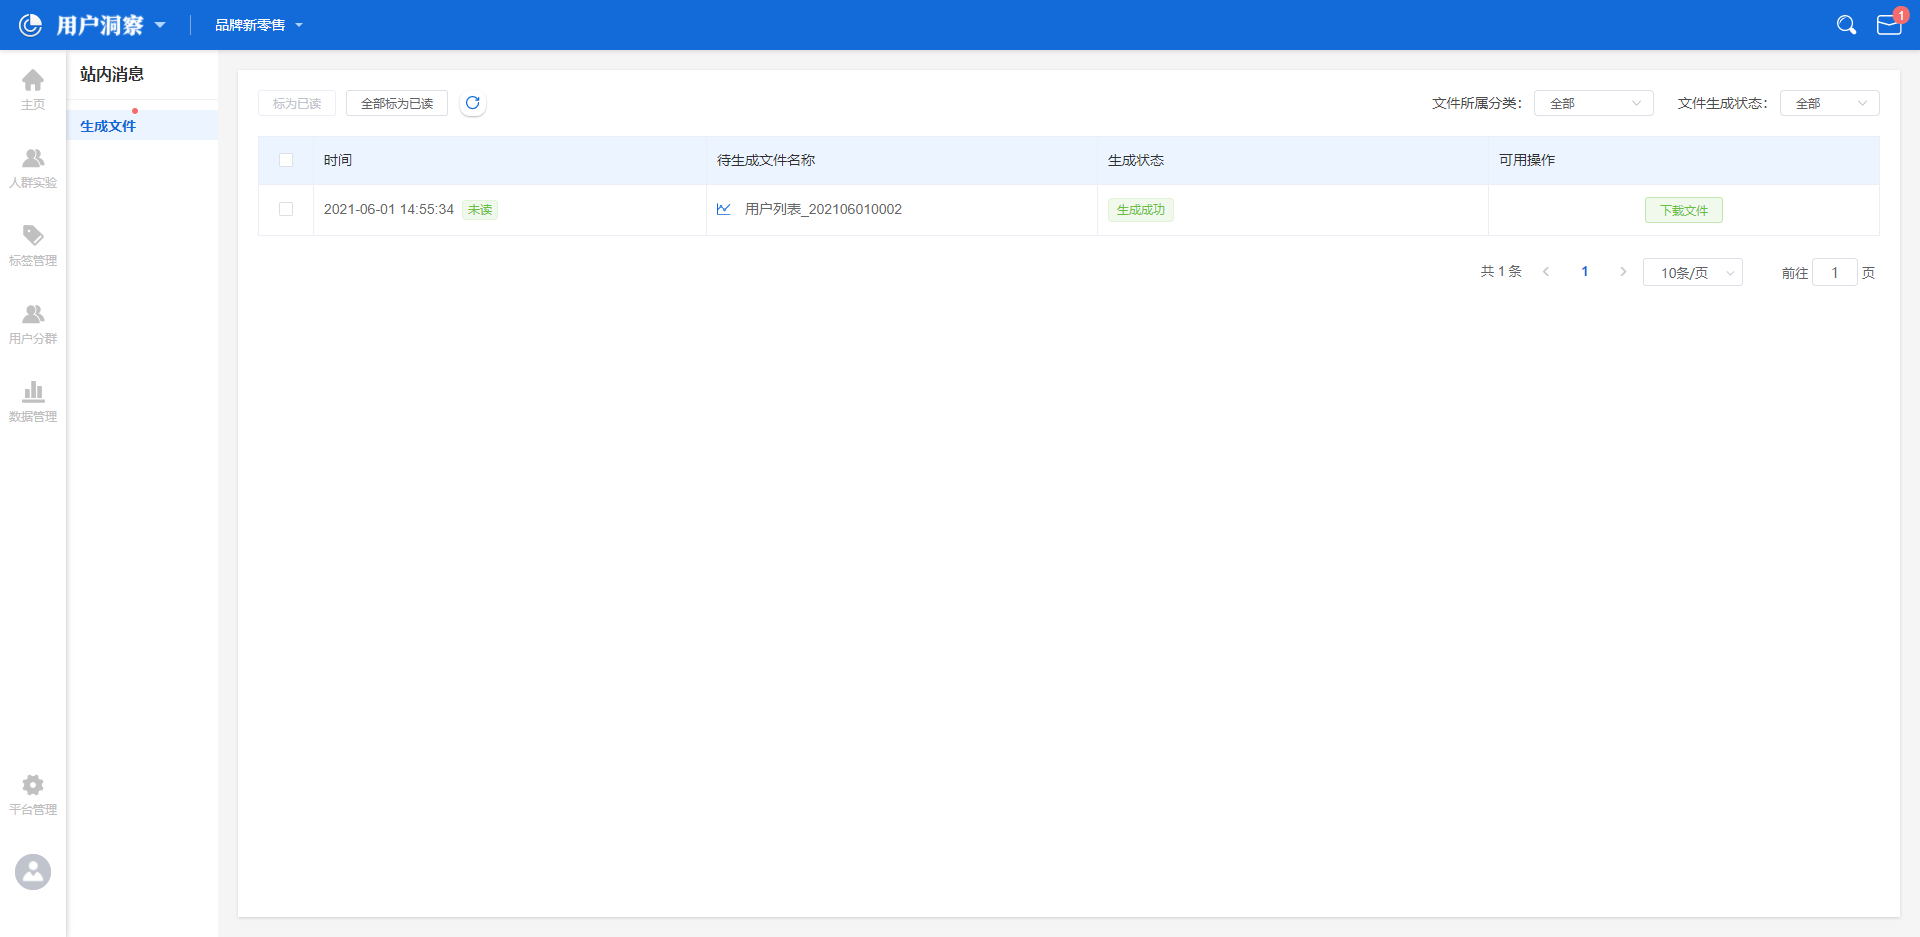 用户洞察
品牌新零售
1
主页
人群实验
标签管理
用户分群
数据管理
平台管理
站内消息
生成文件
标为已读 全部标为已读 文件所属分类： 全部 文件生成状态： 全部
时间 待生成文件名称 生成状态 可用操作
2021-06-01 14:55:34 未读 用户列表_202106010002 生成成功 下载文件
共 1 条 1 10条/页 前往 1 页